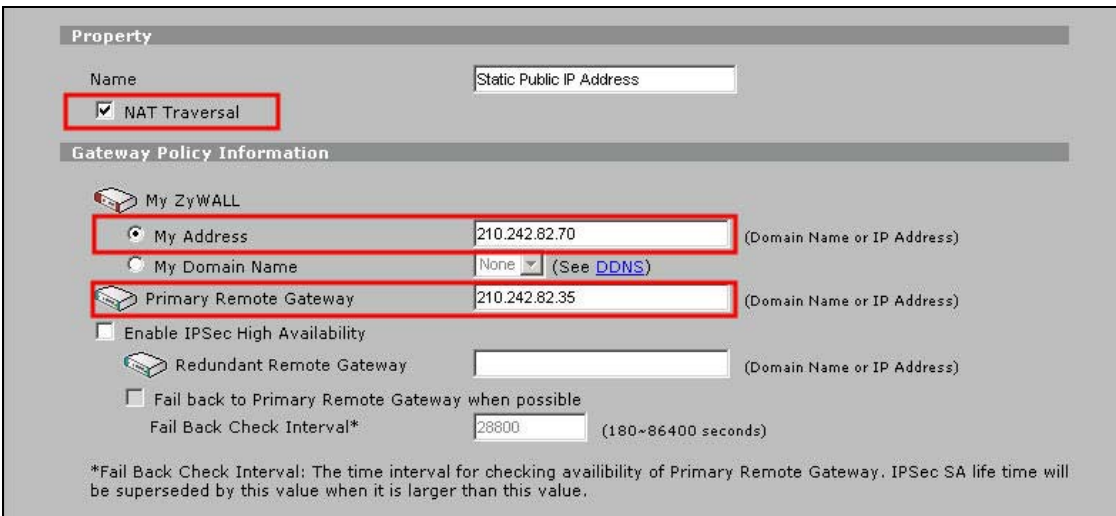 Property
Name Static Public IP Address
NAT Traversal
Gateway Policy Information
My ZyWALL
My Address 210.242.82.70 (Domain Name or IP Address)
My Domain Name None (See DDNS)
Primary Remote Gateway 210.242.82.35 (Domain Name or IP Address)
Enable IPSec High Availability
Redundant Remote Gateway (Domain Name or IP Address)
Fail back to Primary Remote Gateway when possible
Fail Back Check Interval* 28800 (180~86400 seconds)
*Fail Back Check Interval: The time interval for checking availibility of Primary Remote Gateway. IPSec SA life time will
be superseded by this value when it is larger than this value.